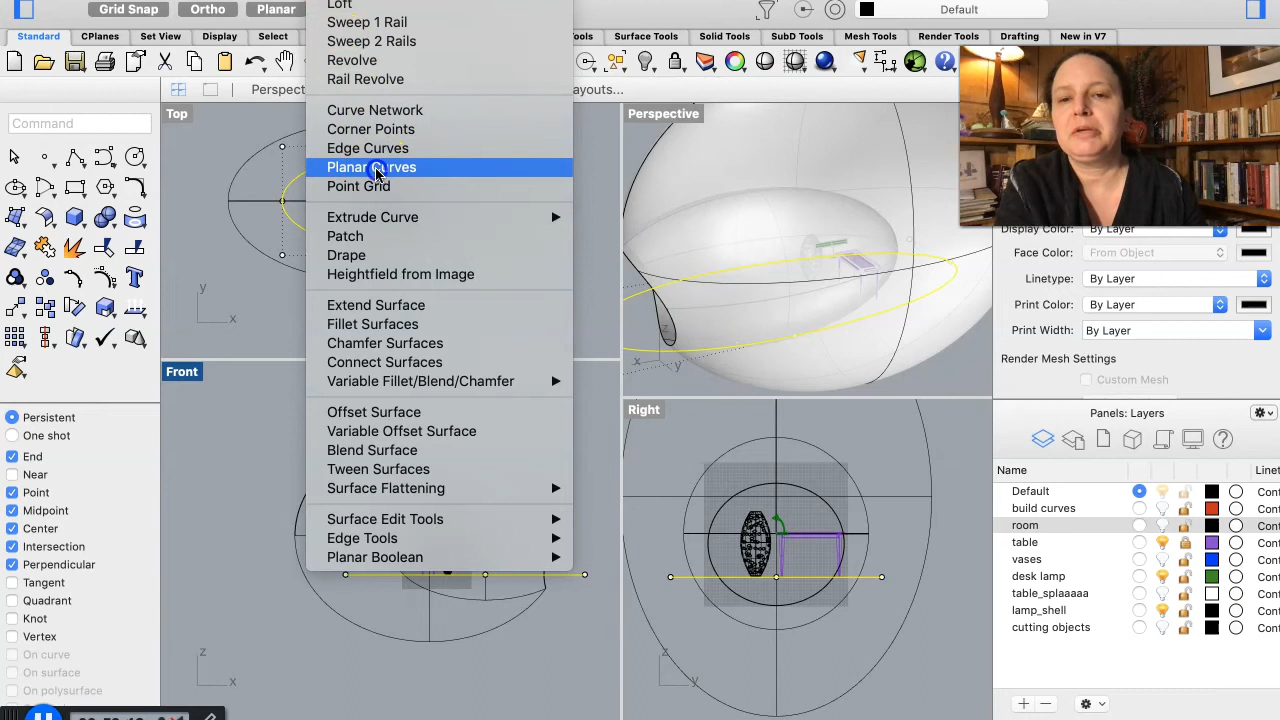 Grid Snap Ortho Planar Default
Standard CPlanes Set View Display Select Surface Tools Solid Tools SubD Tools Mesh Tools Render Tools Drafting New in V7
Command
Top
y
x
Front
z
x
Perspective
z
x
y
Right
z
y
Sweep 1 Rail
Sweep 2 Rails
Revolve
Rail Revolve
Curve Network
Corner Points
Edge Curves
Planar Curves
Point Grid
Extrude Curve
Patch
Drape
Heightfield from Image
Extend Surface
Fillet Surfaces
Chamfer Surfaces
Connect Surfaces
Variable Fillet/Blend/Chamfer
Offset Surface
Variable Offset Surface
Blend Surface
Tween Surfaces
Surface Flattening
Surface Edit Tools
Edge Tools
Planar Boolean
Persistent
One shot
End
Near
Point
Midpoint
Center
Intersection
Perpendicular
Tangent
Quadrant
Knot
Vertex
On curve
On surface
On polysurface
Display Color: By Layer
Face Color: From Object
Linetype: By Layer
Print Color: By Layer
Print Width: By Layer
Render Mesh Settings
Custom Mesh
Panels: Layers
Name
Default
build curves
room
table
vases
desk lamp
table_splaaaaa
lamp_shell
cutting objects